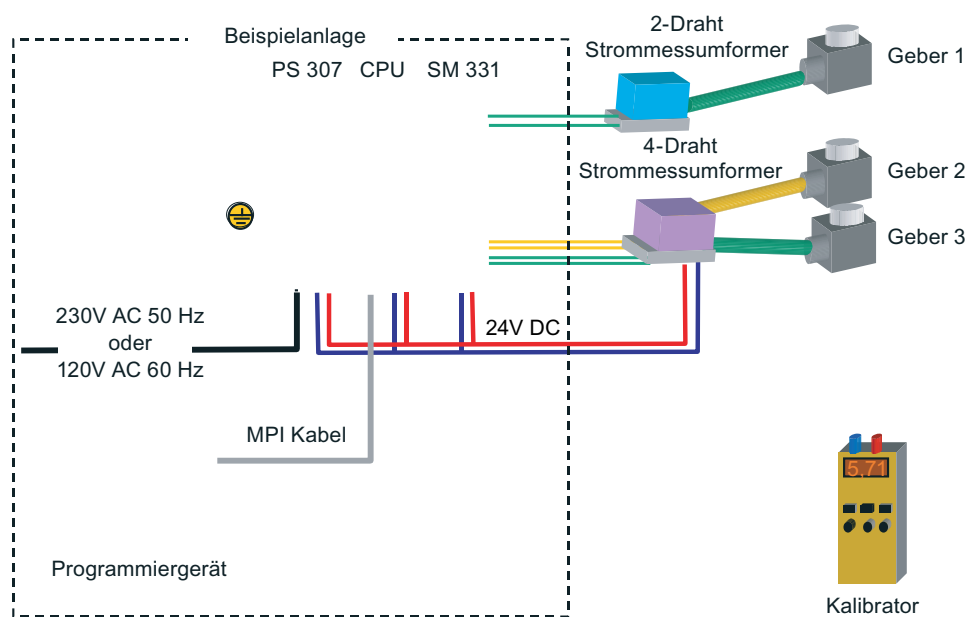 Beispielanlage
PS 307 CPU SM 331
2-Draht
Strommessumformer
Geber 1
4-Draht
Strommessumformer
Geber 2
Geber 3
230V AC 50 Hz
oder
120V AC 60 Hz
24V DC
MPI Kabel
Programmiergerät
5,71
Kalibrator